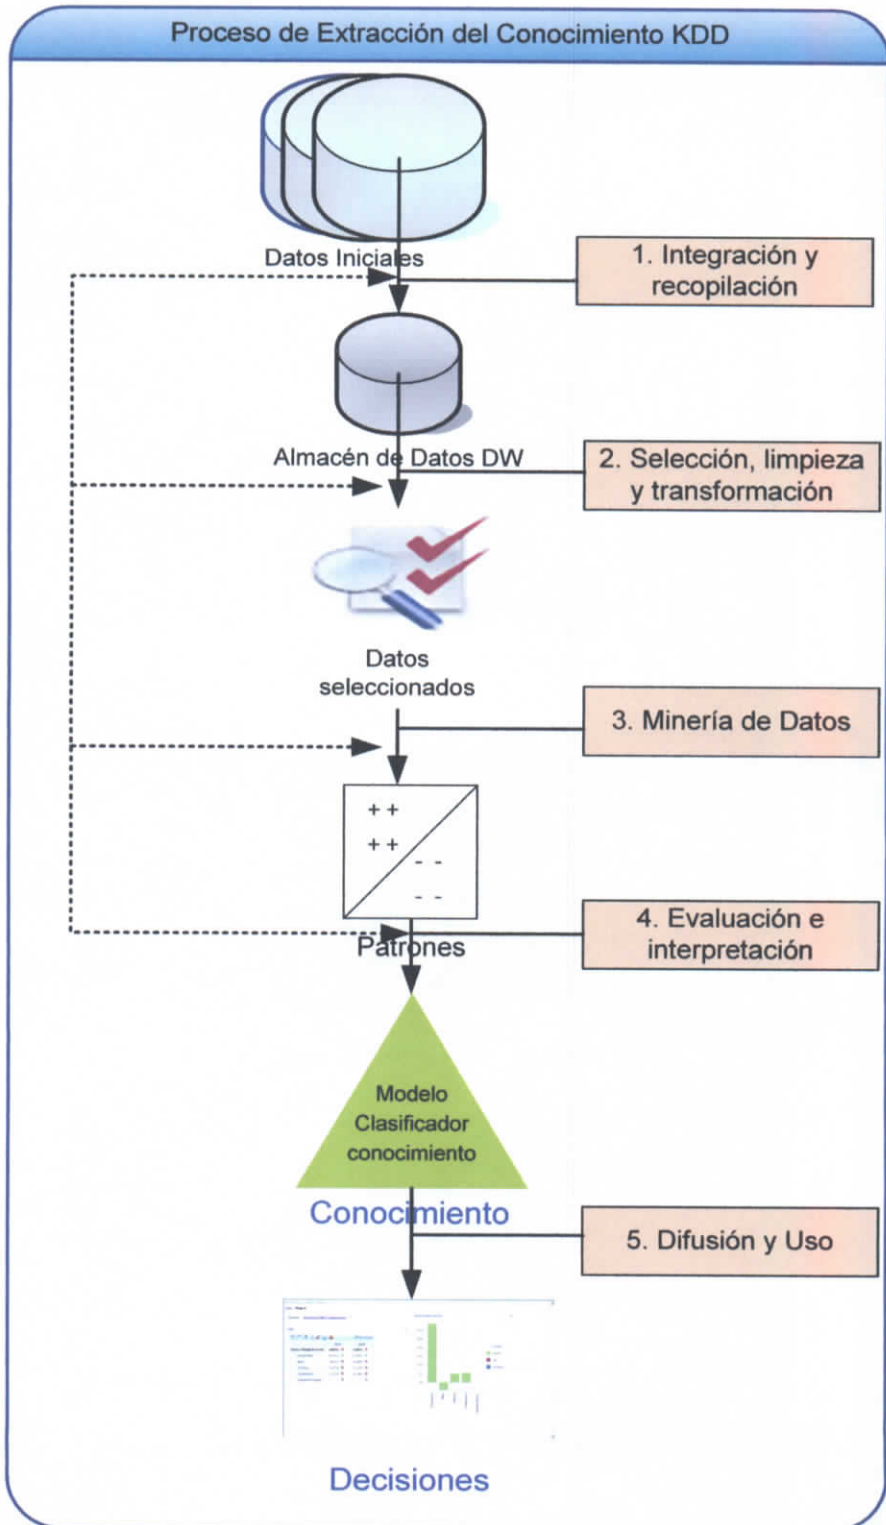 Proceso de Extracción del Conocimiento KDD
Datos Iniciales
1. Integración y
recopilación
Almacén de Datos DW
2. Selección, limpieza
y transformación
Datos
seleccionados
3. Minería de Datos
+ +
+ +
- -
- -
Patrones
4. Evaluación e
interpretación
Modelo
Clasificador
conocimiento
Conocimiento
5. Difusión y Uso
Decisiones